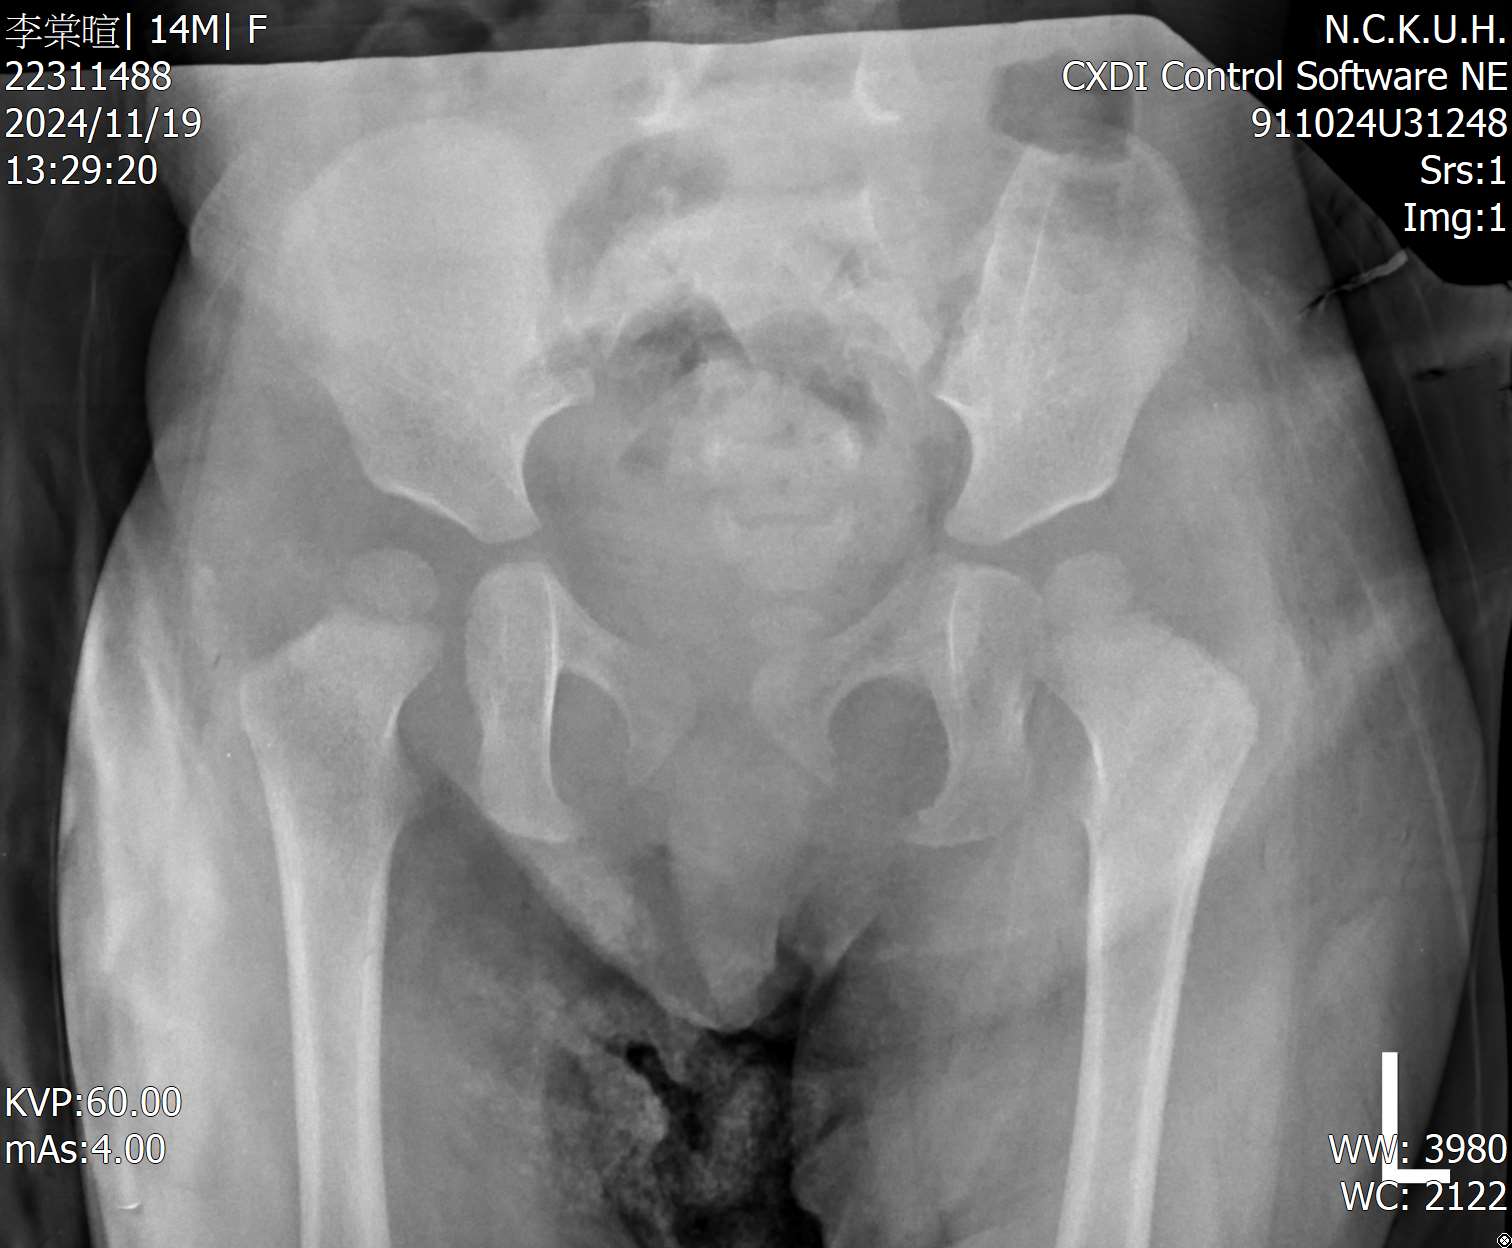 李棠暄| 14M| F
22311488
2024/11/19
13:29:20
N.C.K.U.H.
CXDI Control Software NE
911024U31248
Srs:1
Img:1
KVP:60.00
mAs:4.00
L
WW: 3980
WC: 2122